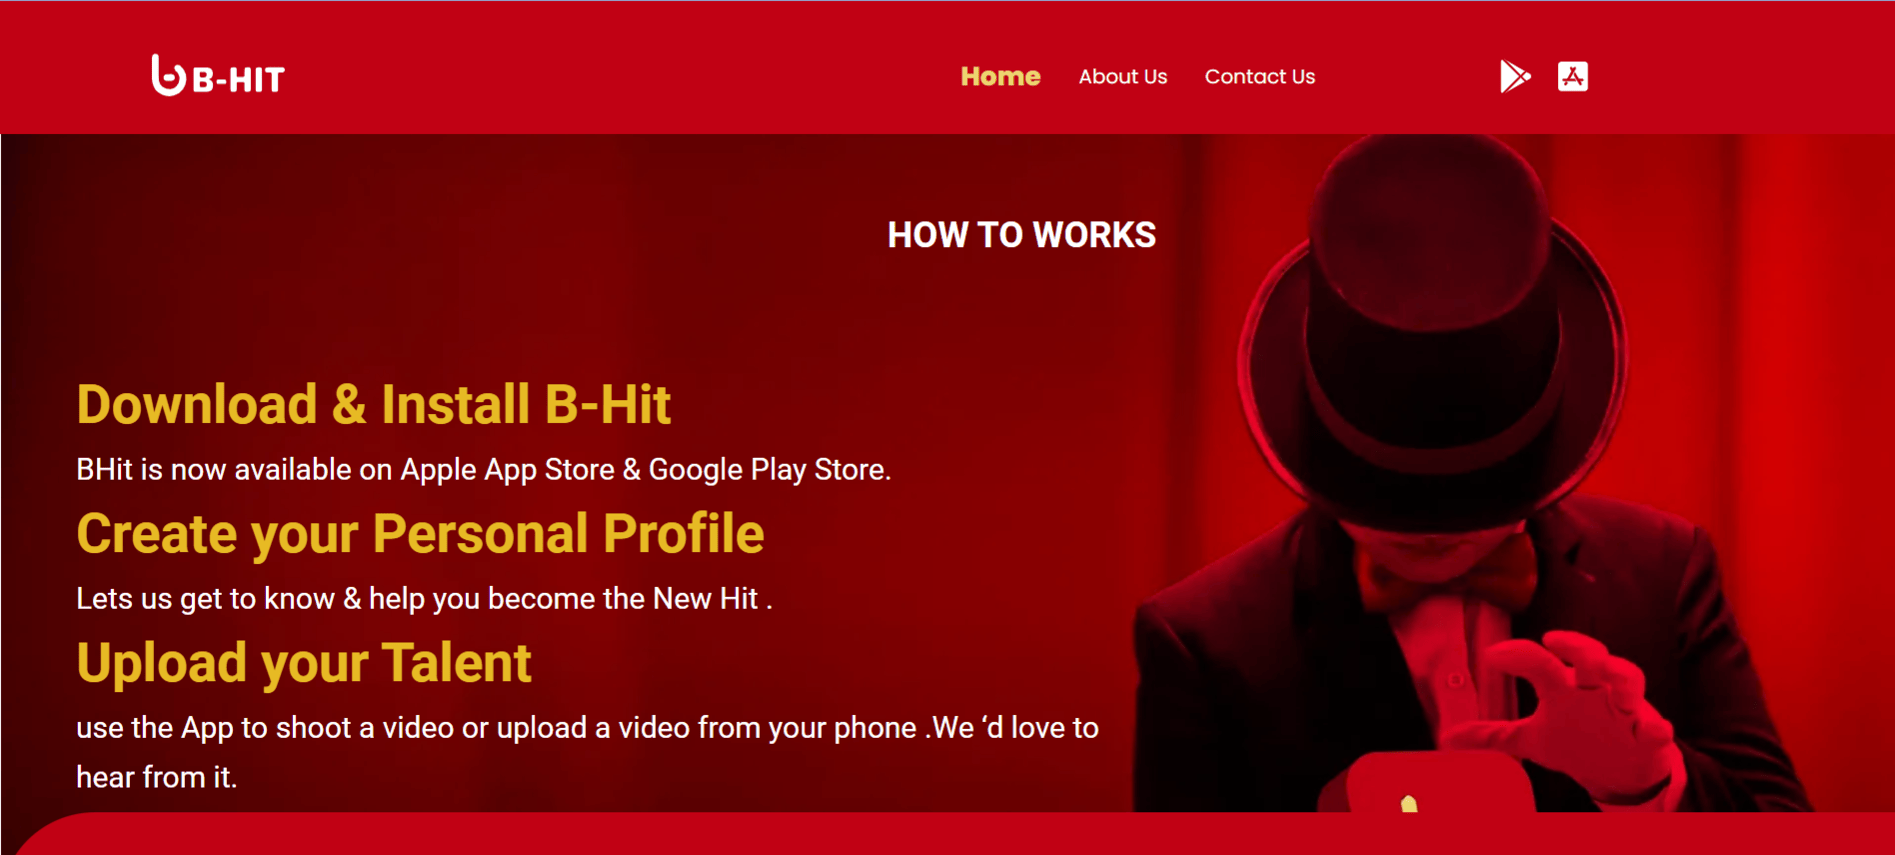 B-HIT
Home About Us Contact Us
HOW TO WORKS
Download & Install B-Hit
BHit is now available on Apple App Store & Google Play Store.
Create your Personal Profile
Lets us get to know & help you become the New Hit .
Upload your Talent
use the App to shoot a video or upload a video from your phone .We ‘d love to
hear from it.